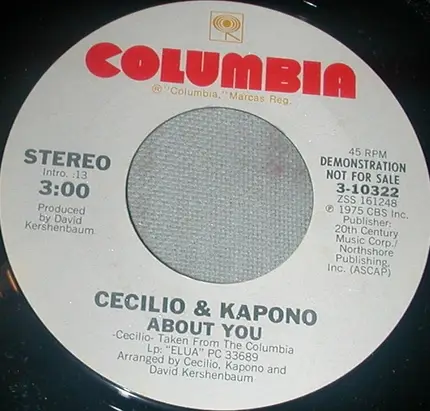 COLUMBIA
® "Columbia," Marcas Reg.
STEREO
Intro. :13
3:00
Produced
by David
Kershenbaum
45 RPM
DEMONSTRATION
NOT FOR SALE
3-10322
ZSS 161248
℗ 1975 CBS Inc.
Publisher:
20th Century
Music Corp./
Northshore
Publishing,
Inc. (ASCAP)
CECILIO & KAPONO
ABOUT YOU
-Cecilio- Taken From The Columbia
Lp: "ELUA" PC 33689
Arranged by Cecilio, Kapono and
David Kershenbaum